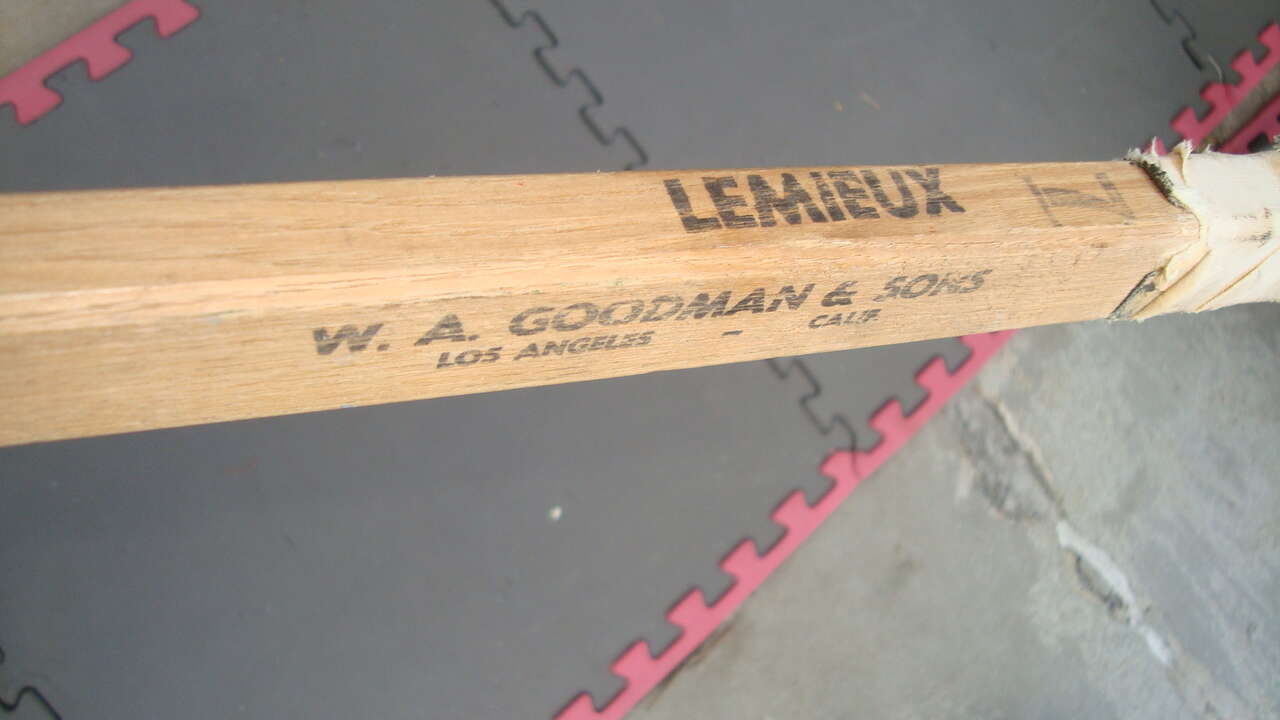 LEMIEUX
W. A. GOODMAN & SONS
LOS ANGELES - CALIF.